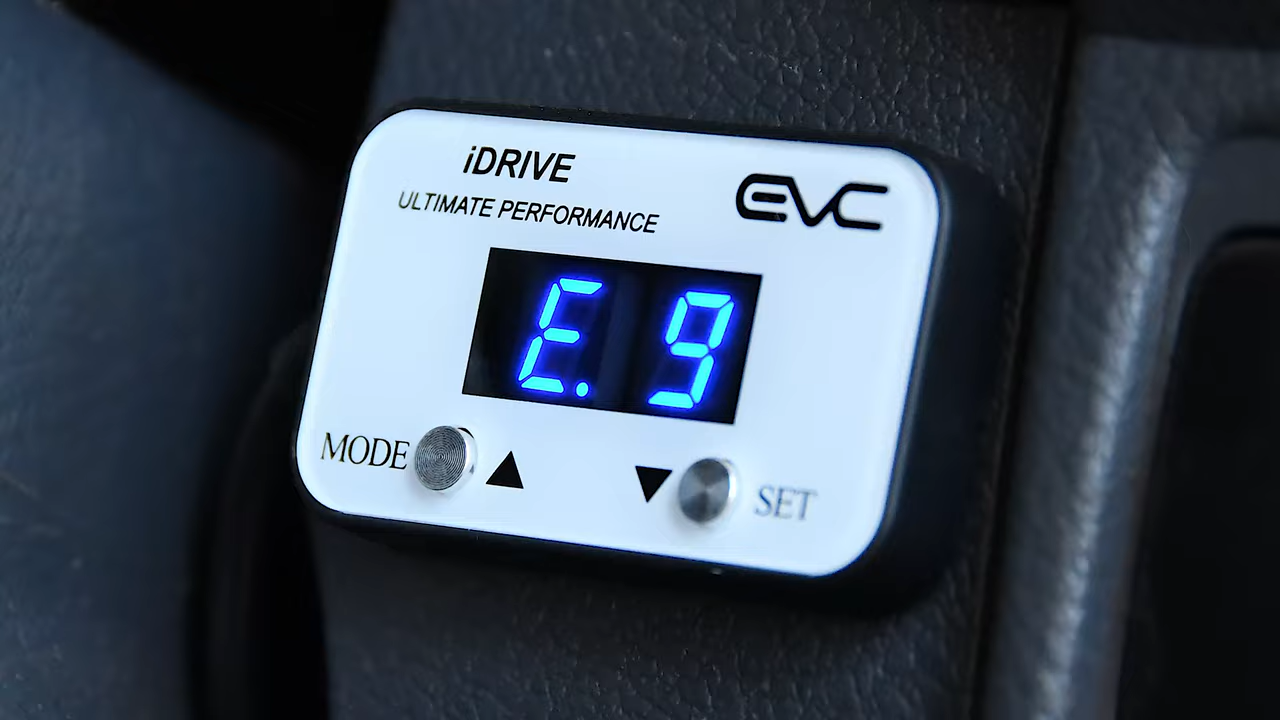 iDRIVE
EVC
ULTIMATE PERFORMANCE
E.9
MODE ▲ ▼ SET